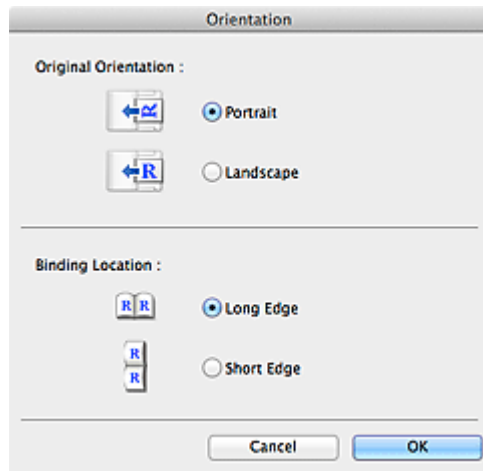 Orientation
Original Orientation :
R
Portrait
R
Landscape
Binding Location :
R R
Long Edge
R
R
Short Edge
Cancel
OK